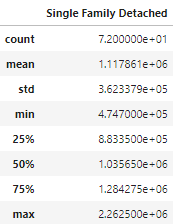 Single Family Detached
count 7.200000e+01
mean 1.117861e+06
std 3.623379e+05
min 4.747000e+05
25% 8.833500e+05
50% 1.035650e+06
75% 1.284275e+06
max 2.262500e+06